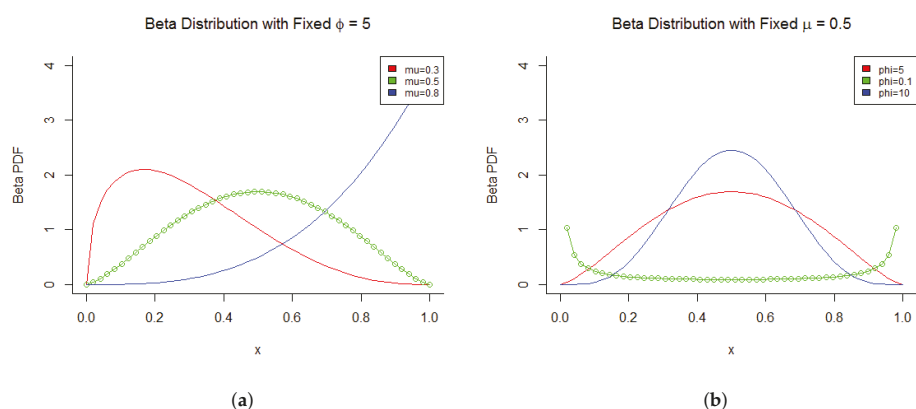 Beta Distribution with Fixed ϕ = 5
Beta PDF
4
3
2
1
0
mu=0.3
mu=0.5
mu=0.8
0.0 0.2 0.4 0.6 0.8 1.0
x
(a)
Beta Distribution with Fixed μ = 0.5
Beta PDF
4
3
2
1
0
phi=5
phi=0.1
phi=10
0.0 0.2 0.4 0.6 0.8 1.0
x
(b)